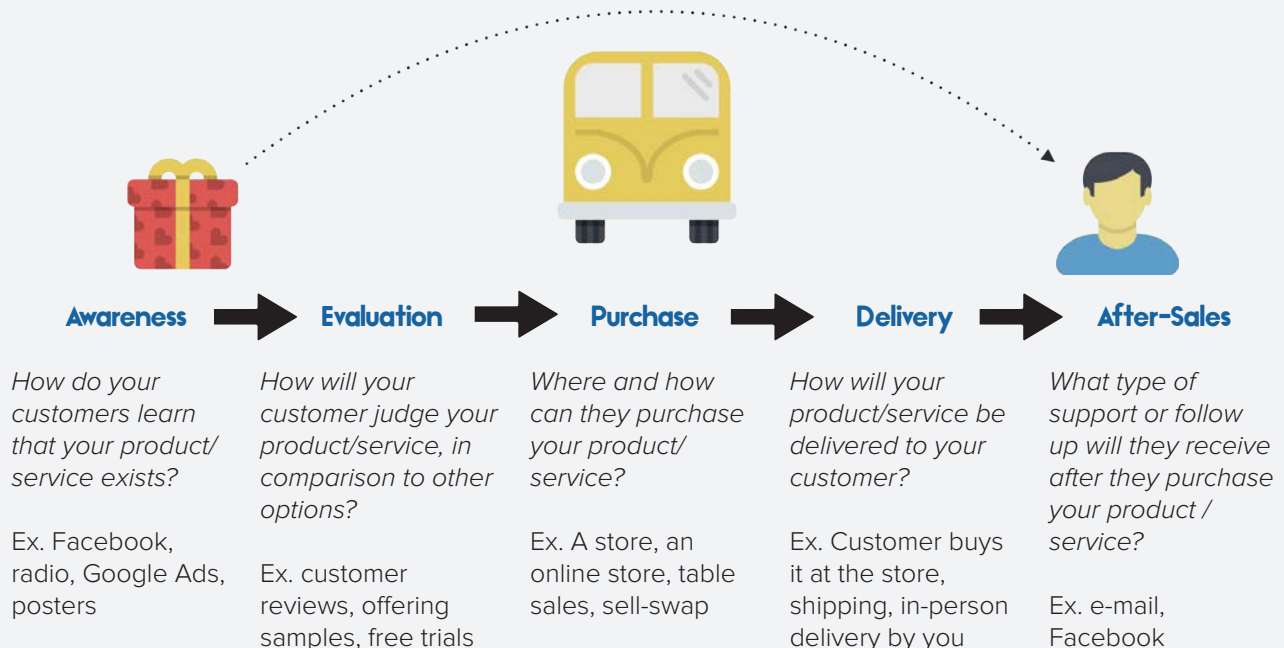 Awareness
Evaluation
Purchase
Delivery
After-Sales
How do your
customers learn
that your product/
service exists?
Ex. Facebook,
radio, Google Ads,
posters
How will your
customer judge your
product/service, in
comparison to other
options?
Ex. customer
reviews, offering
samples, free trials
Where and how
can they purchase
your product/
service?
Ex. A store, an
online store, table
sales, sell-swap
How will your
product/service be
delivered to your
customer?
Ex. Customer buys
it at the store,
shipping, in-person
delivery by you
What type of
support or follow
up will they receive
after they purchase
your product /
service?
Ex. e-mail,
Facebook